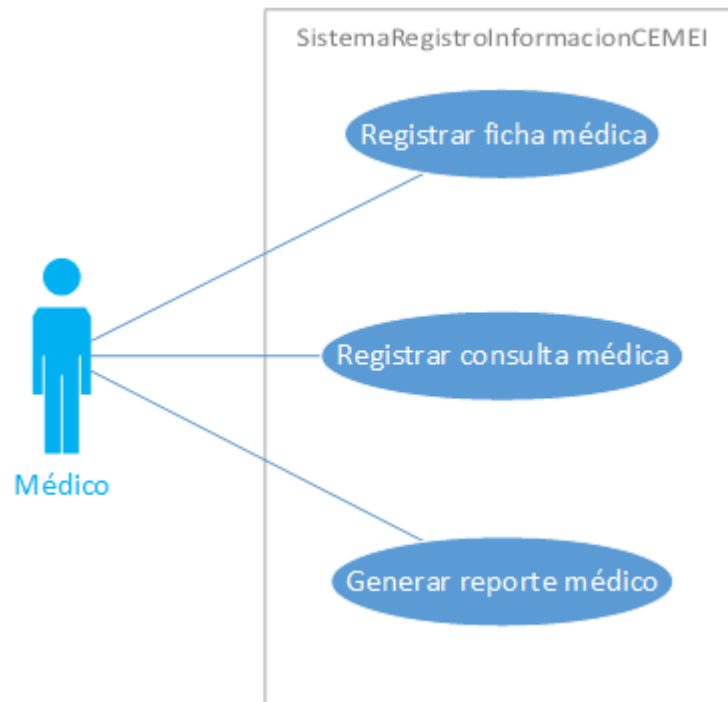 SistemaRegistroInformacionCEMEI
Registrar ficha médica
Registrar consulta médica
Médico
Generar reporte médico